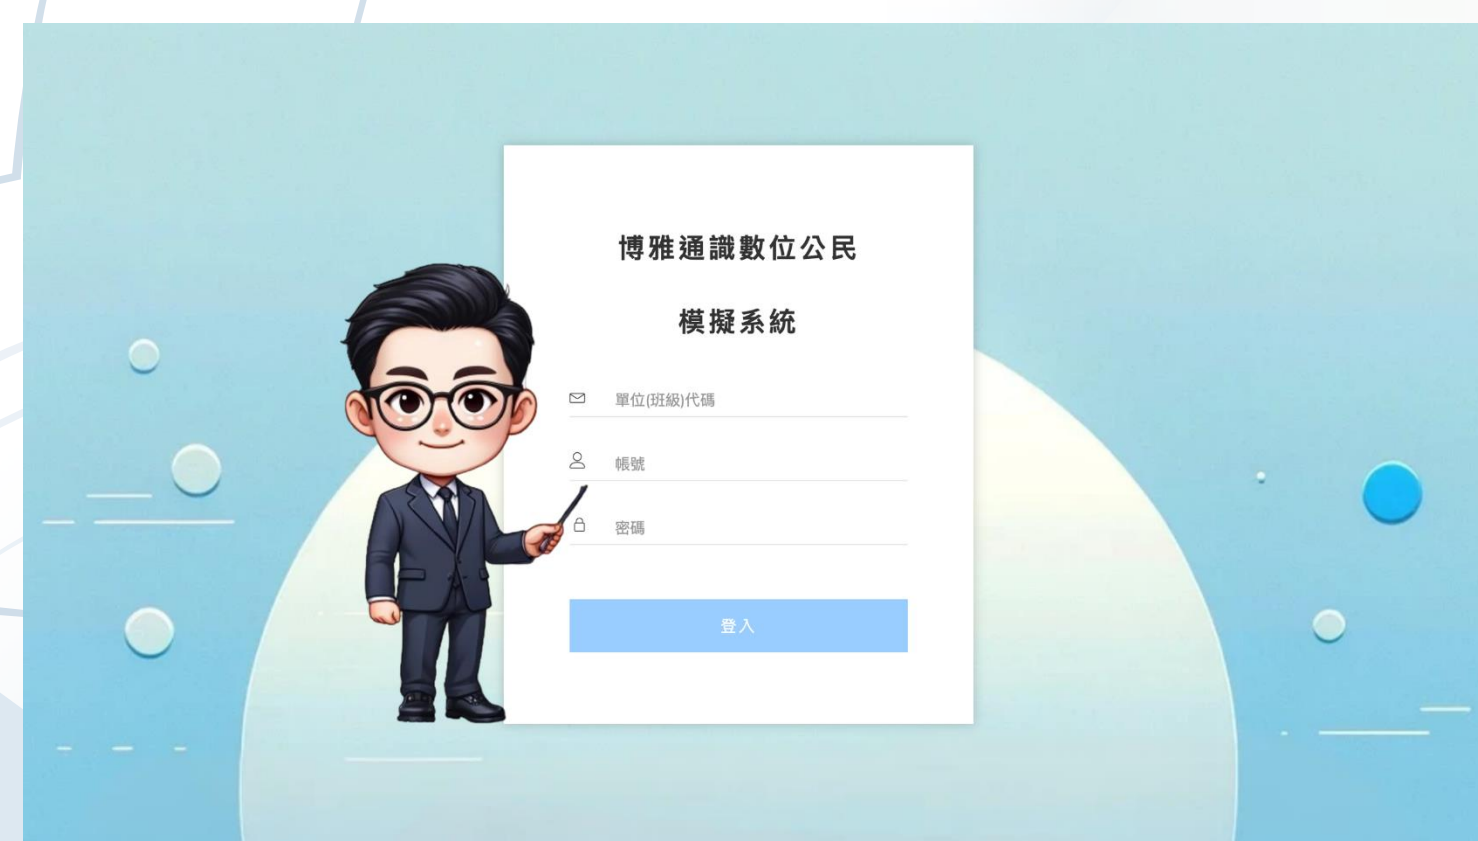 博雅通識數位公民
模擬系統
單位(班級)代碼
帳號
密碼
登入